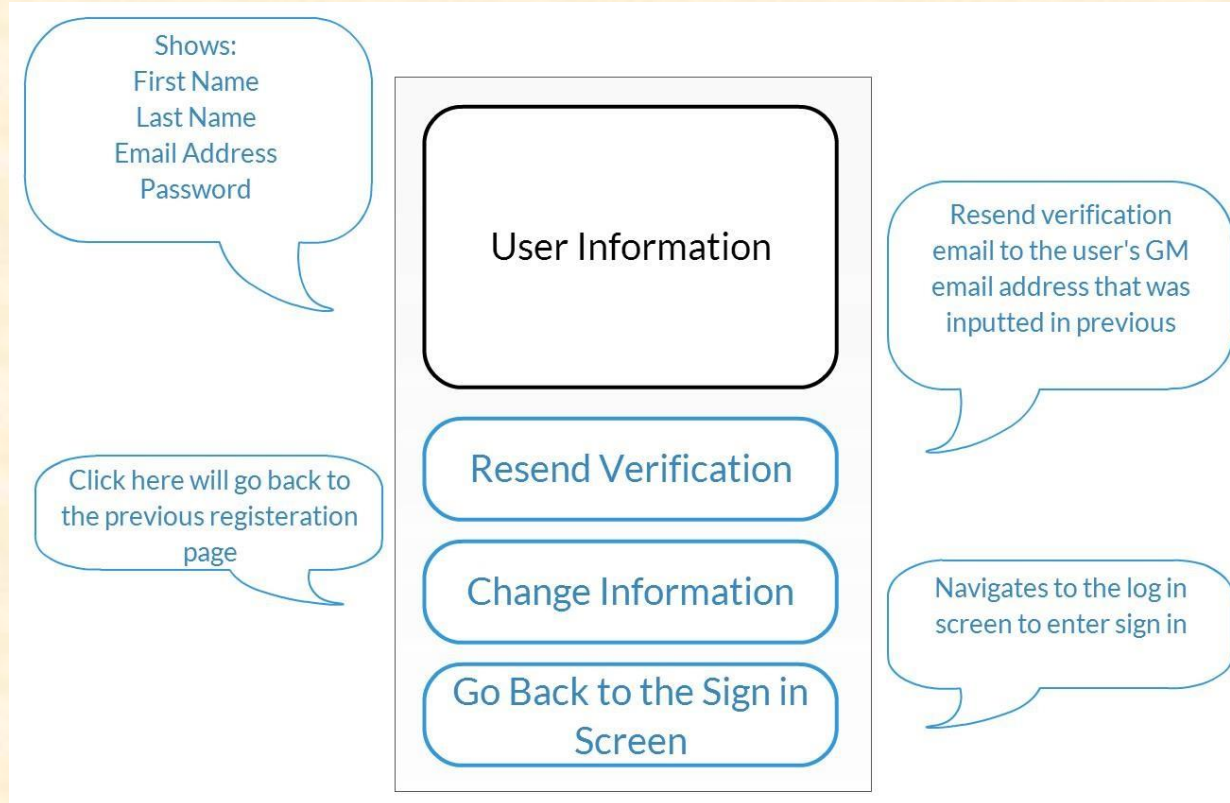 Shows:
First Name
Last Name
Email Address
Password
User Information
Resend verification
email to the user's GM
email address that was
inputted in previous
Resend Verification
Click here will go back to
the previous registeration
page
Change Information
Navigates to the log in
screen to enter sign in
Go Back to the Sign in
Screen